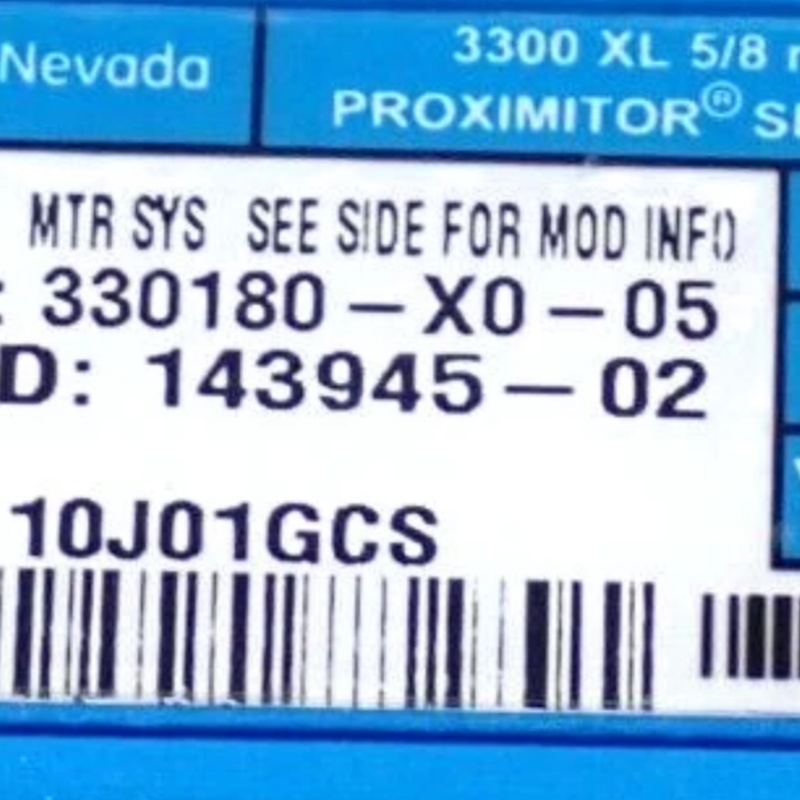 Nevada
3300 XL 5/8
PROXIMITOR®
MTR SYS SEE SIDE FOR MOD INFO
: 330180-X0-05
D: 143945-02
10J01GCS